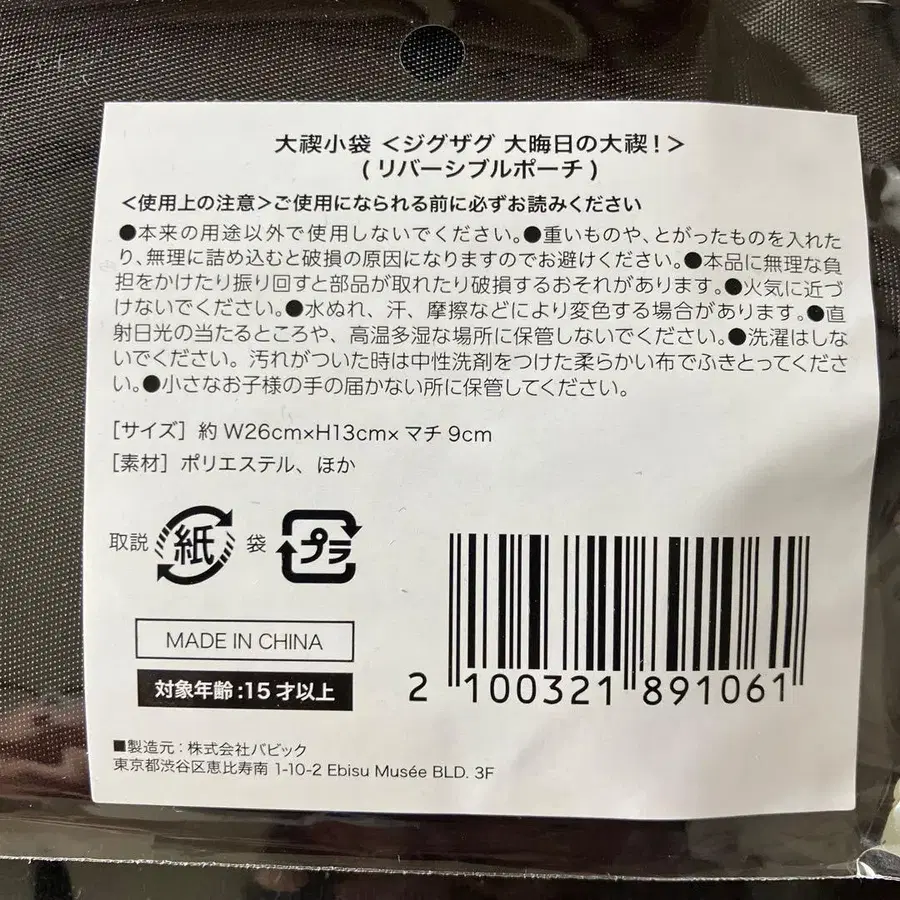 大禊小袋 <ジグザグ 大晦日の大禊！>
(リバーシブルポーチ)
<使用上の注意>ご使用になられる前に必ずお読みください
●本来の用途以外で使用しないでください。●重いものや、とがったものを入れた
り、無理に詰め込むと破損の原因になりますのでお避けください。●本品に無理な負
担をかけたり振り回すと部品が取れたり破損するおそれがあります。●火気に近づ
けないでください。●水ぬれ、汗、摩擦などにより変色する場合があります。●直
射日光の当たるところや、高温多湿な場所に保管しないでください。●洗濯はしな
いでください。汚れがついた時は中性洗剤をつけた柔らかい布でふきとってくださ
い。●小さなお子様の手の届かない所に保管してください。
[サイズ] 約 W26cm×H13cm× マチ 9cm
[素材] ポリエステル、ほか
取説 紙 袋 プラ
MADE IN CHINA
対象年齢:15才以上
2 100321 891061
■製造元：株式会社バビック
東京都渋谷区恵比寿南 1-10-2 Ebisu Musée BLD. 3F